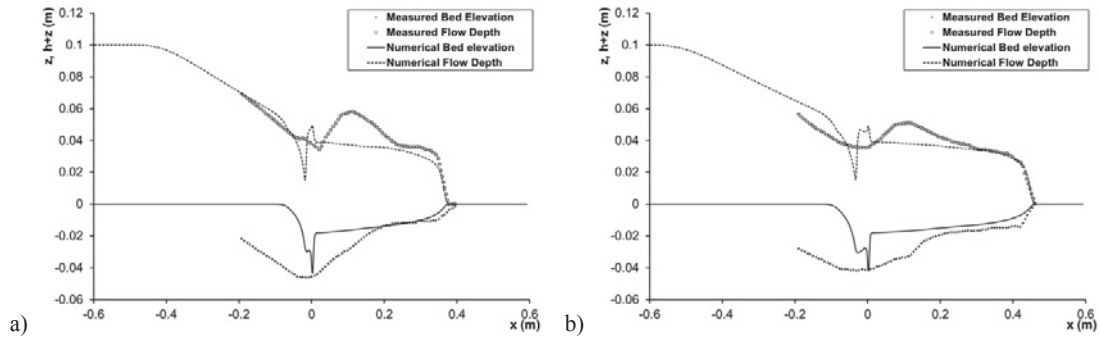 z, h+z (m)
0.12
0.1
0.08
0.06
0.04
0.02
0
-0.02
-0.04
-0.06
Measured Bed Elevation
Measured Flow Depth
Numerical Bed elevation
Numerical Flow Depth
-0.6
-0.4
-0.2
0
0.2
0.4
0.6
x (m)
a)
z, h+z (m)
0.12
0.1
0.08
0.06
0.04
0.02
0
-0.02
-0.04
-0.06
Measured Bed Elevation
Measured Flow Depth
Numerical Bed elevation
Numerical Flow Depth
-0.6
-0.4
-0.2
0
0.2
0.4
0.6
x (m)
b)